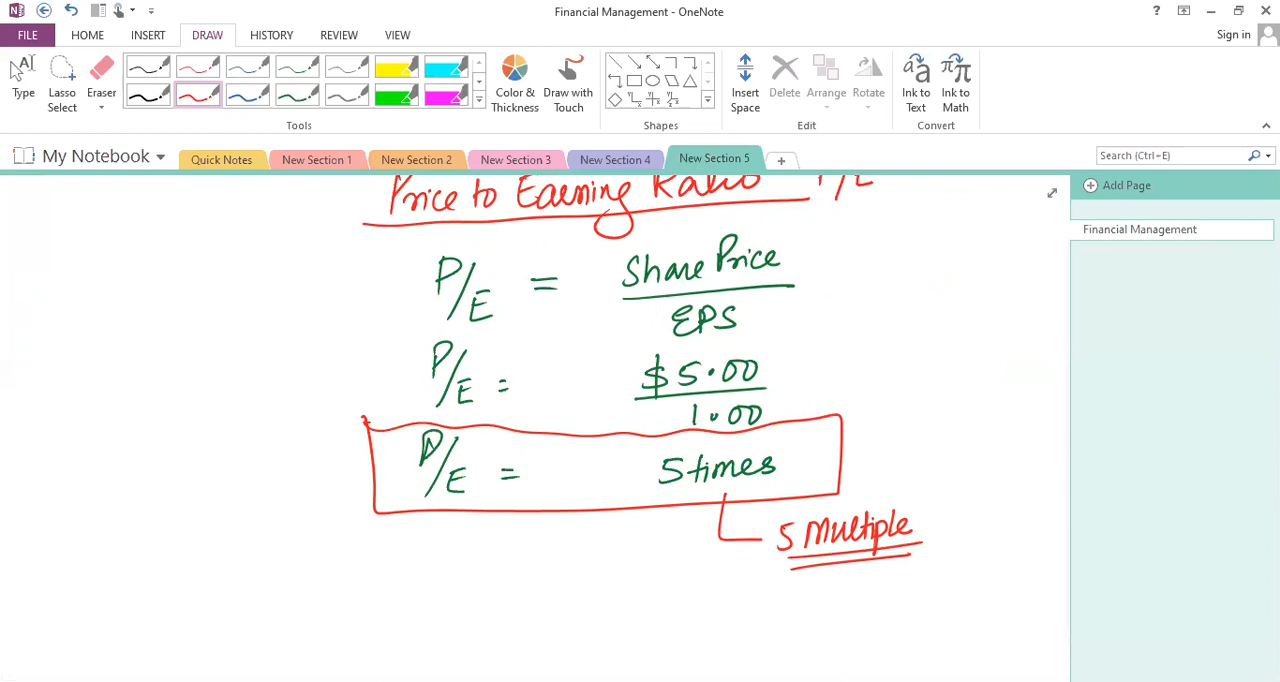 Financial Management - OneNote
?
FILE HOME INSERT DRAW HISTORY REVIEW VIEW
Sign in
Type
Lasso Select
Eraser
Color & Thickness
Draw with Touch
Insert Space
Delete
Arrange
Rotate
Ink to Text
Ink to Math
Tools
Shapes
Edit
Convert
My Notebook
Quick Notes New Section 1 New Section 2 New Section 3 New Section 4 New Section 5
Search (Ctrl+E)
Add Page
Financial Management
Price to Earning Ratio P/E
P/E = Share Price
EPS
P/E = $5.00
1.00
P/E = 5 times
5 Multiple